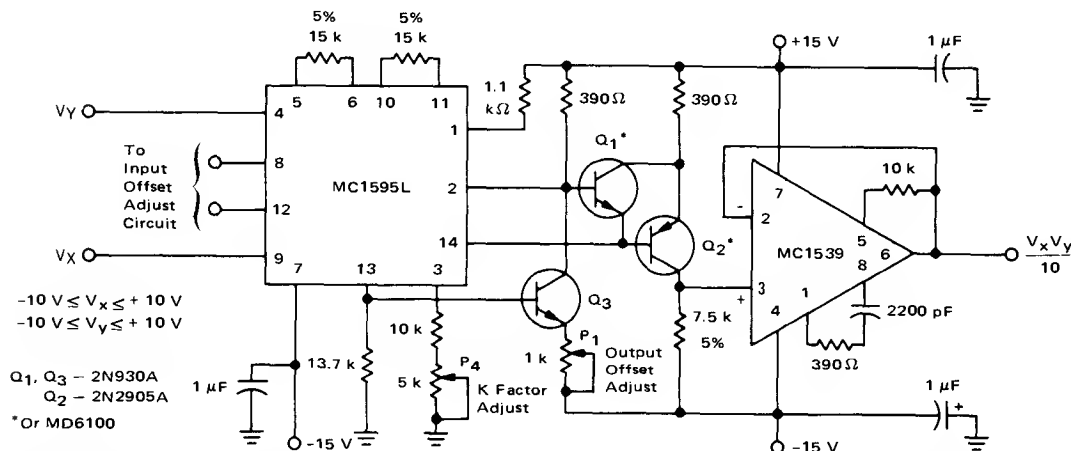 5%
15 k
5%
15 k
+15 V
1 µF
5
6
10
11
1.1
kΩ
390Ω
390Ω
VY
4
1
Q1*
To
Input
Offset
Adjust
Circuit
8
MC1595L
2
10 k
7
-
2
12
14
Q2*
MC1539
5
6
VxVy
10
VX
9
7
13
3
Q3
+
3
4
1
8
2200 pF
-10 V ≤ Vx ≤ + 10 V
-10 V ≤ Vy ≤ + 10 V
10 k
P1
7.5 k
5%
390Ω
13.7 k
P4
1 k
Output
Offset
Adjust
Q1, Q3 – 2N930A
Q2 – 2N2905A
*Or MD6100
1 µF
5 k
K Factor
Adjust
1 µF
+
-15 V
-15 V